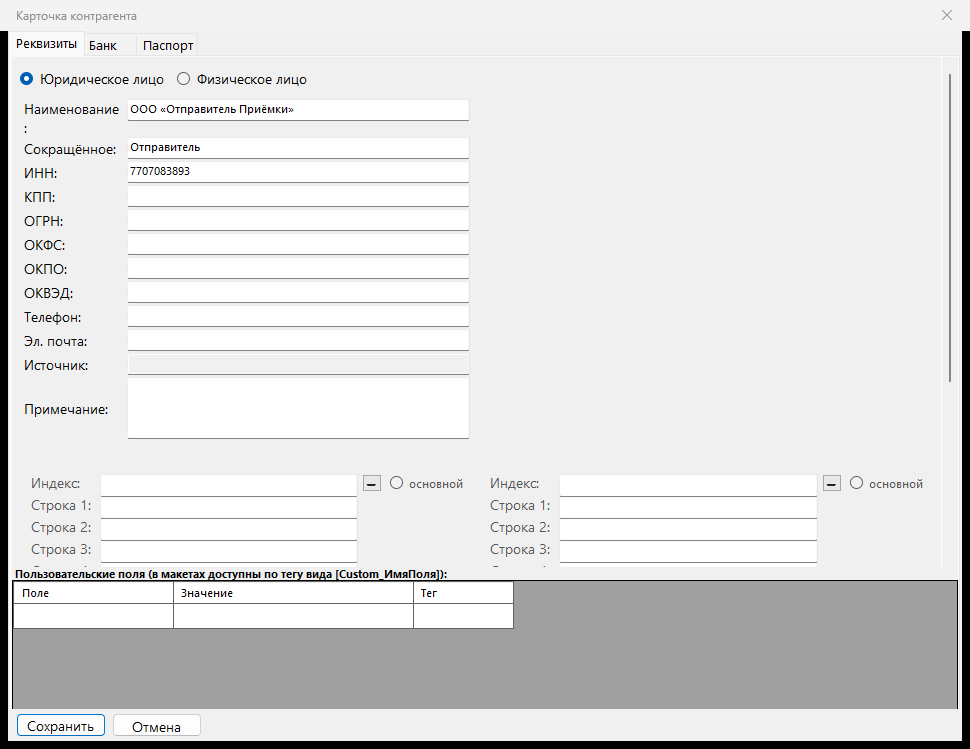 Карточка контрагента
Реквизиты Банк Паспорт
Юридическое лицо Физическое лицо
Наименование ООО «Отправитель Приёмки»
:
Сокращённое: Отправитель
ИНН: 7707083893
КПП:
ОГРН:
ОКФС:
ОКПО:
ОКВЭД:
Телефон:
Эл. почта:
Источник:
Примечание:
Индекс: основной Индекс: основной
Строка 1: Строка 1:
Строка 2: Строка 2:
Строка 3: Строка 3:
Пользовательские поля (в макетах доступны по тегу вида [Custom_ИмяПоля]):
Поле Значение Тег
Сохранить Отмена